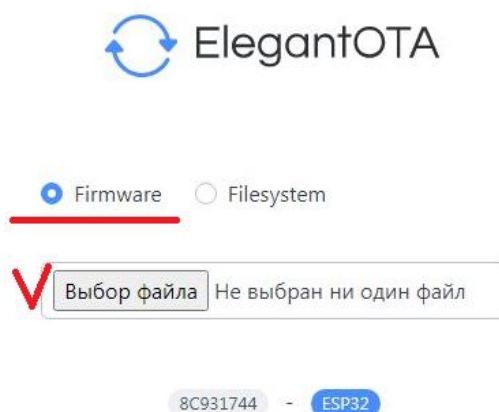 ElegantOTA
Firmware Filesystem
Выбор файла Не выбран ни один файл
8C931744 - ESP32